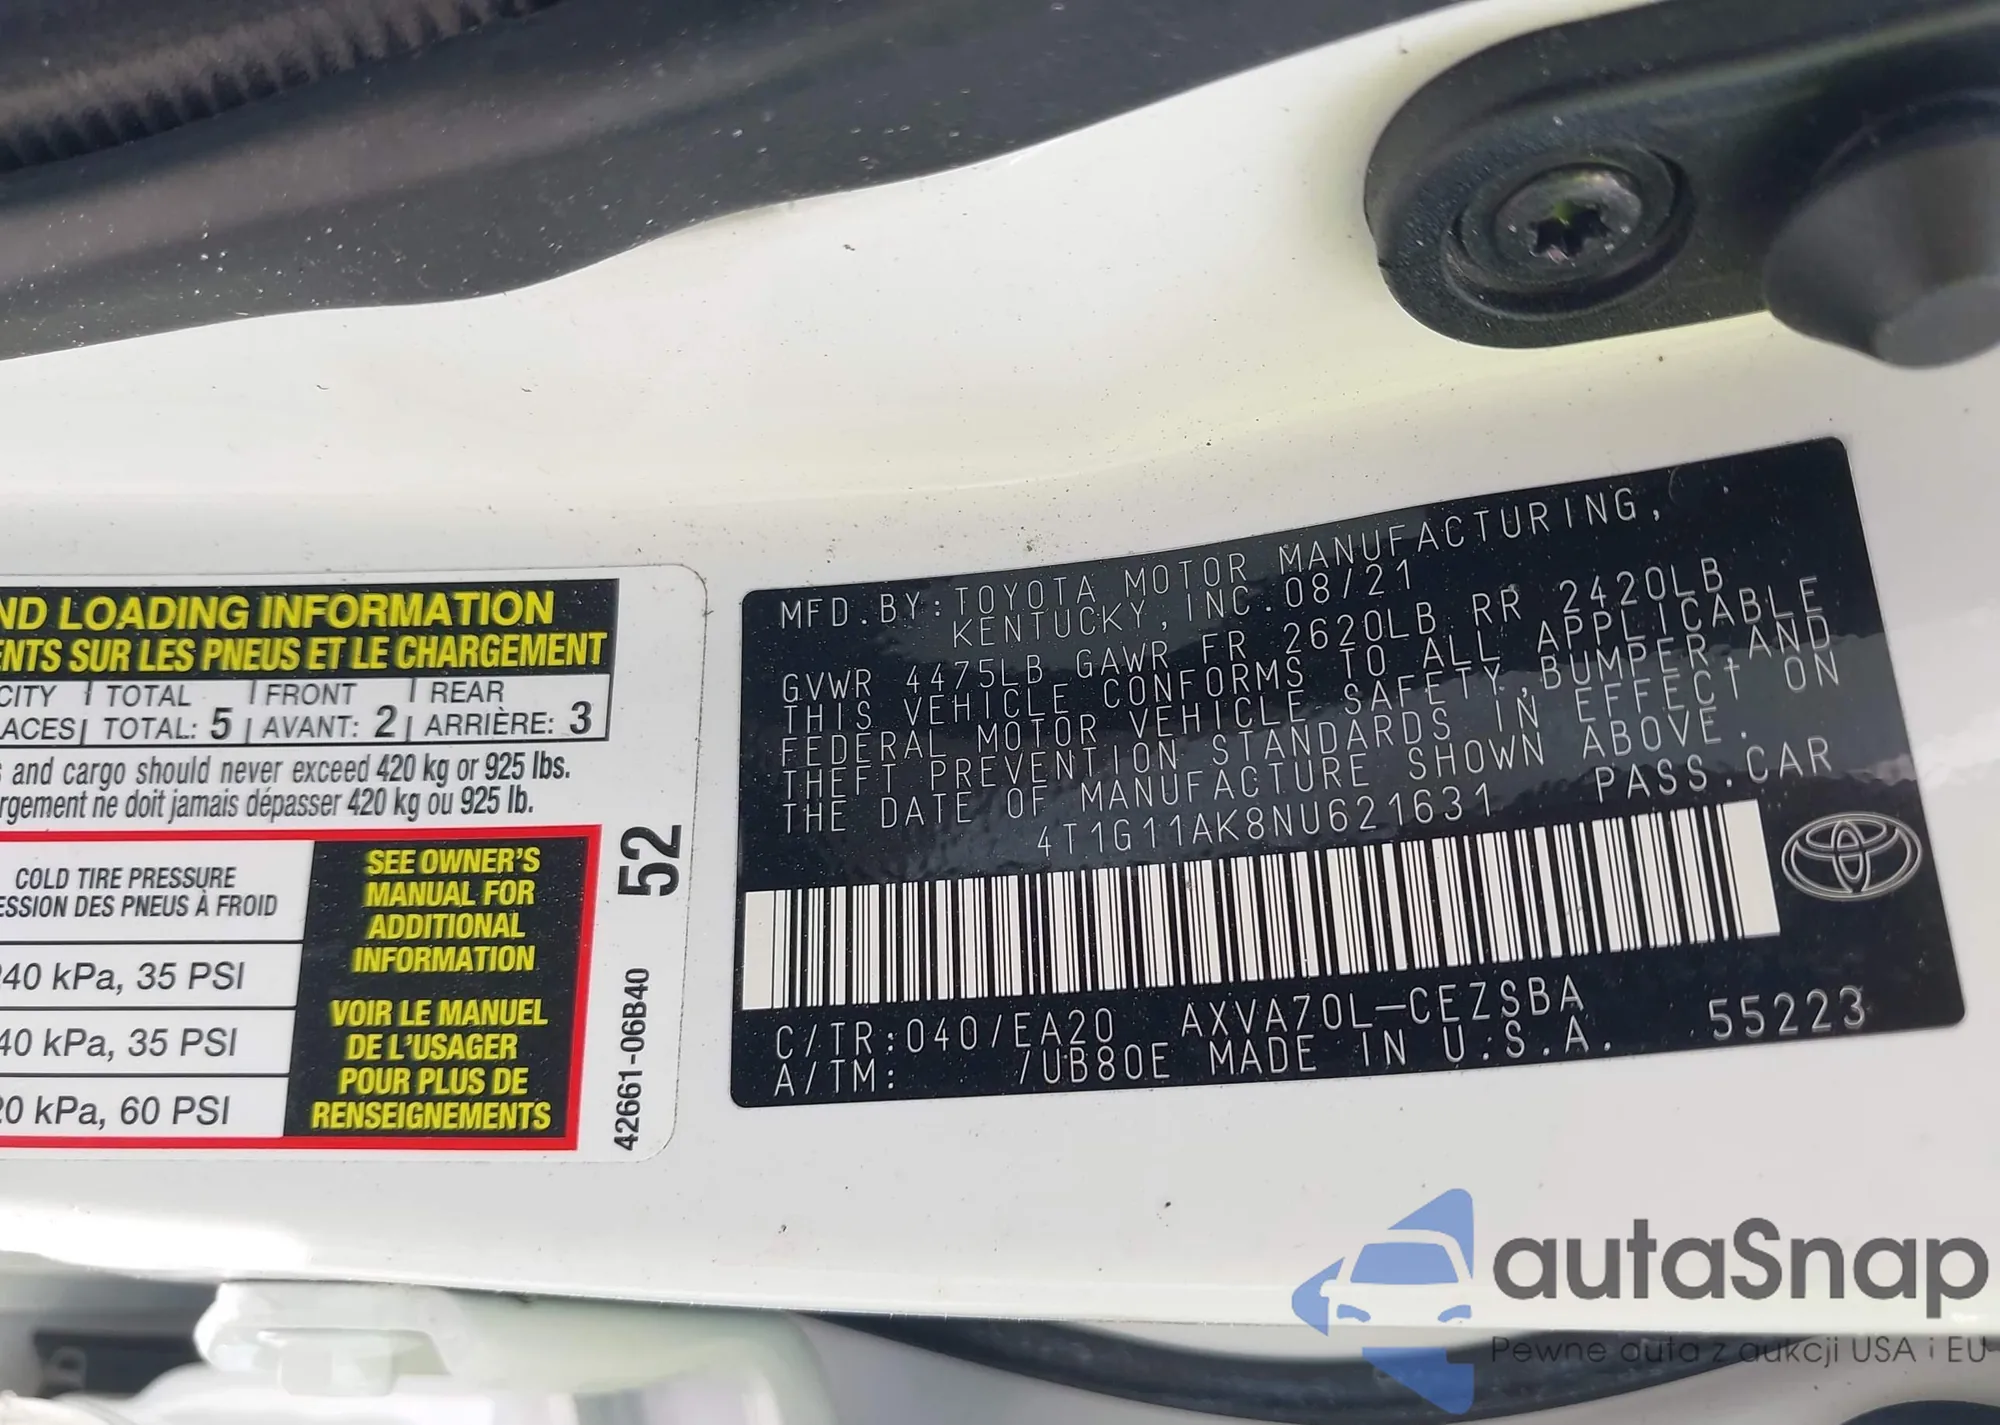 ND LOADING INFORMATION
ENTS SUR LES PNEUS ET LE CHARGEMENT
CITY TOTAL FRONT REAR
LACES TOTAL: 5 AVANT: 2 ARRIÈRE: 3
s and cargo should never exceed 420 kg or 925 lbs.
rgement ne doit jamais dépasser 420 kg ou 925 lb.
COLD TIRE PRESSURE
ESSION DES PNEUS À FROID
240 kPa, 35 PSI
40 kPa, 35 PSI
20 kPa, 60 PSI
SEE OWNER'S
MANUAL FOR
ADDITIONAL
INFORMATION
VOIR LE MANUEL
DE L'USAGER
POUR PLUS DE
RENSEIGNEMENTS
52
42661-06B40
MFD.BY:TOYOTA MOTOR MANUFACTURING,
KENTUCKY, INC. 08/21
GVWR 4475LB GAWR FR 2620LB RR 2420LB
THIS VEHICLE CONFORMS TO ALL APPLICABLE
FEDERAL MOTOR VEHICLE SAFETY,BUMPER,AND
THEFT PREVENTION STANDARDS IN EFFECT ON
THE DATE OF MANUFACTURE SHOWN ABOVE.
4T1G11AK8NU621631 PASS.CAR
C/TR:040/EA20 AXVA70L-CEZSBA 55223
A/TM: /UB80E MADE IN U.S.A.
autaSnap
Pewne auta z aukcji USA i EU